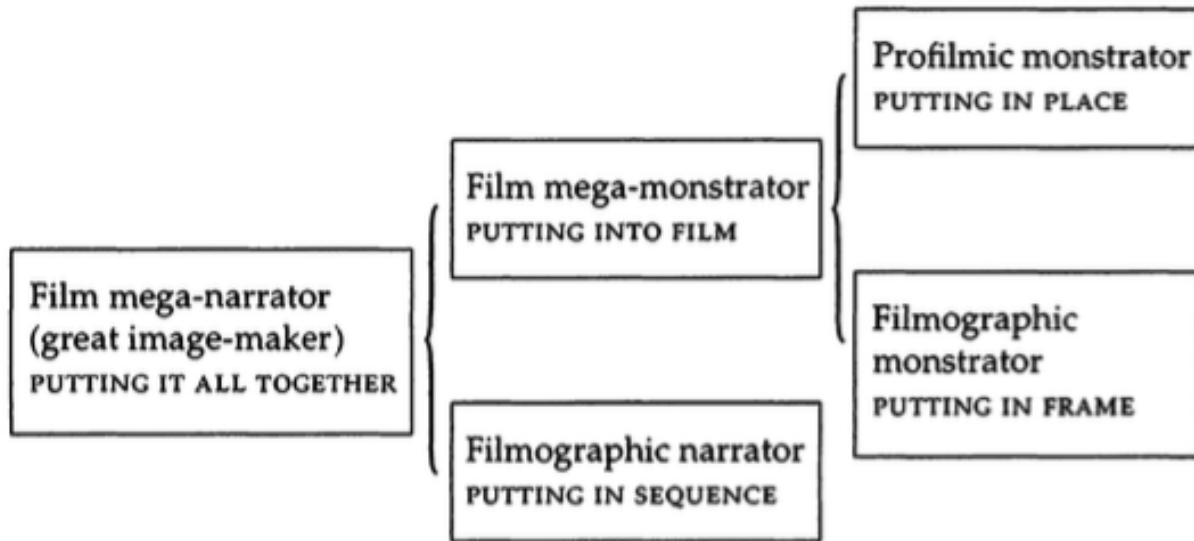 Film mega-narrator
(great image-maker)
PUTTING IT ALL TOGETHER
Film mega-monstrator
PUTTING INTO FILM
Filmographic narrator
PUTTING IN SEQUENCE
Profilmic monstrator
PUTTING IN PLACE
Filmographic
monstrator
PUTTING IN FRAME